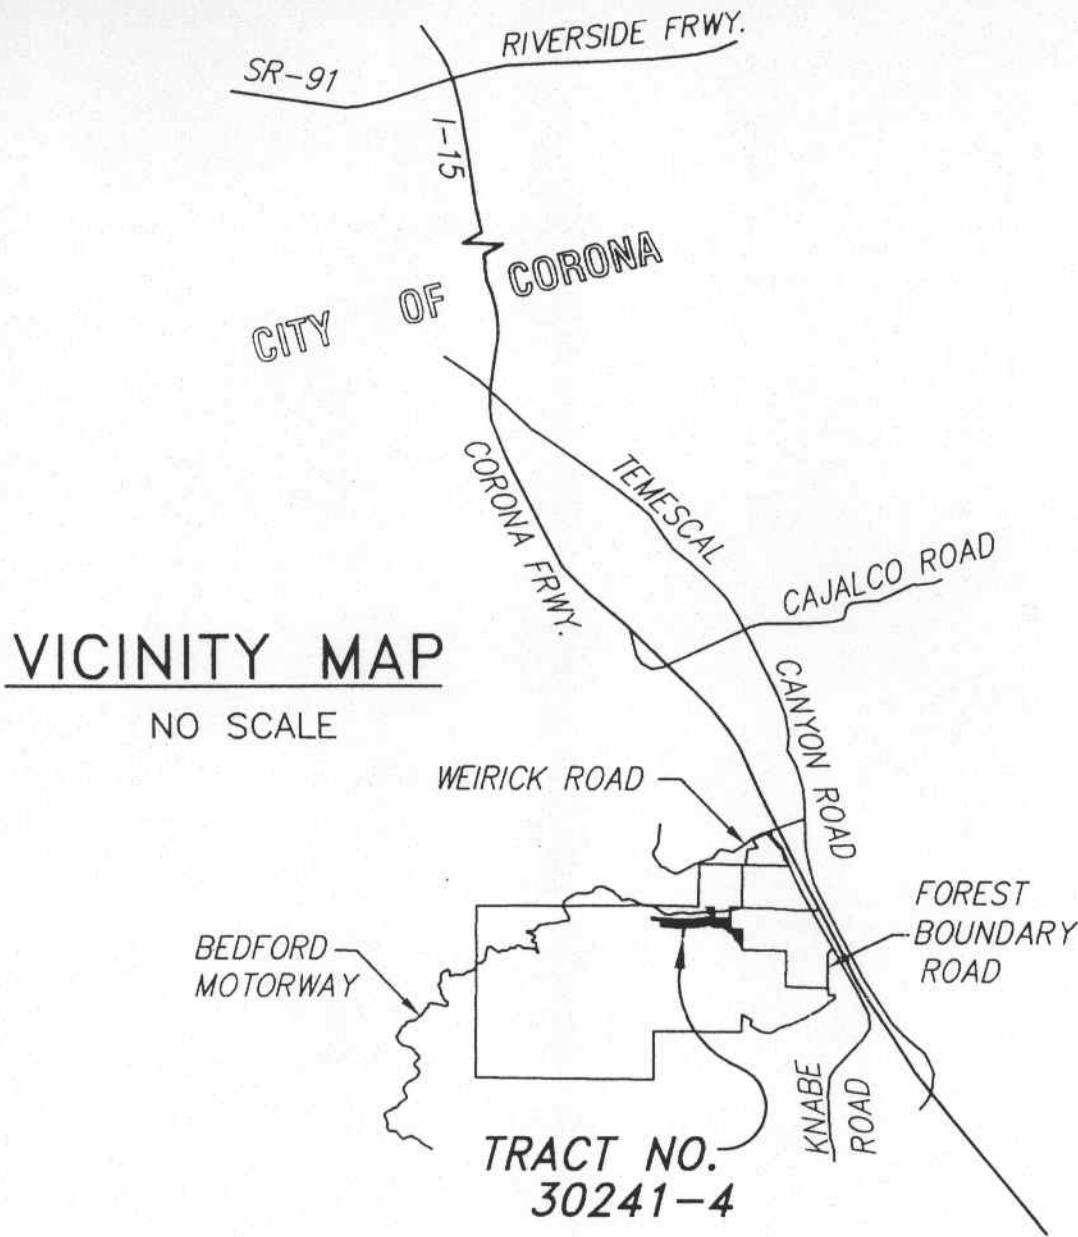 RIVERSIDE FRWY.
SR-91
I-15
CITY OF CORONA
CORONA FRWY.
TEMESCAL
CANYON ROAD
CAJALCO ROAD
VICINITY MAP
NO SCALE
WEIRICK ROAD
FOREST
BOUNDARY
ROAD
BEDFORD
MOTORWAY
KNABE
ROAD
TRACT NO.
30241-4